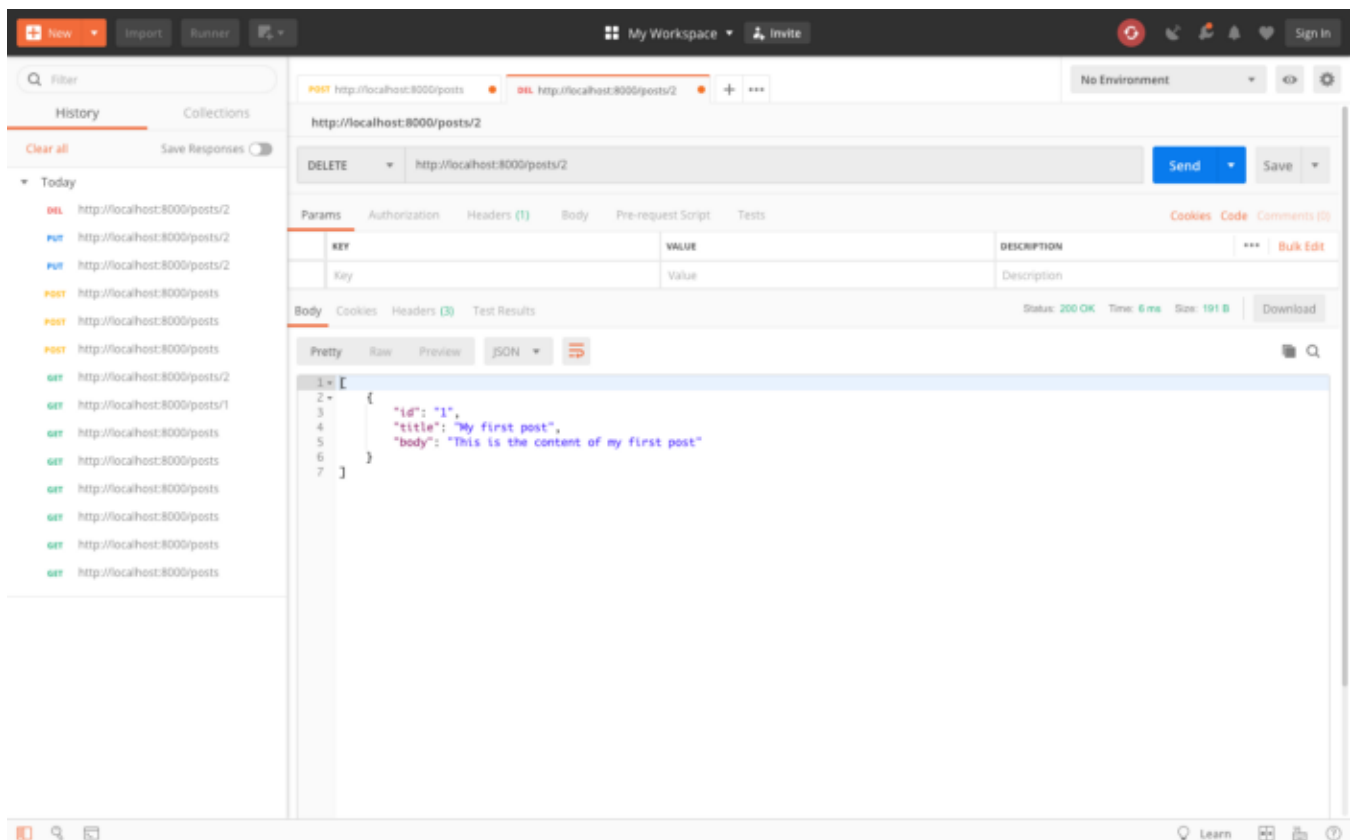 New Import Runner My Workspace Invite Sign In
Filter
History Collections
Clear all Save Responses
Today
DEL http://localhost:8000/posts/2
PUT http://localhost:8000/posts/2
PUT http://localhost:8000/posts/2
POST http://localhost:8000/posts
POST http://localhost:8000/posts
POST http://localhost:8000/posts
GET http://localhost:8000/posts/2
GET http://localhost:8000/posts/1
GET http://localhost:8000/posts
GET http://localhost:8000/posts
GET http://localhost:8000/posts
GET http://localhost:8000/posts
GET http://localhost:8000/posts
GET http://localhost:8000/posts
POST http://localhost:8000/posts DEL http://localhost:8000/posts/2 No Environment
http://localhost:8000/posts/2
DELETE http://localhost:8000/posts/2 Send Save
Params Authorization Headers (1) Body Pre-request Script Tests Cookies Code Comments (0)
KEY VALUE DESCRIPTION Bulk Edit
Key Value Description
Body Cookies Headers (3) Test Results Status: 200 OK Time: 6 ms Size: 191 B Download
Pretty Raw Preview JSON
1 [
2 {
3 "id": "1",
4 "title": "My first post",
5 "body": "This is the content of my first post"
6 }
7 ]
Learn